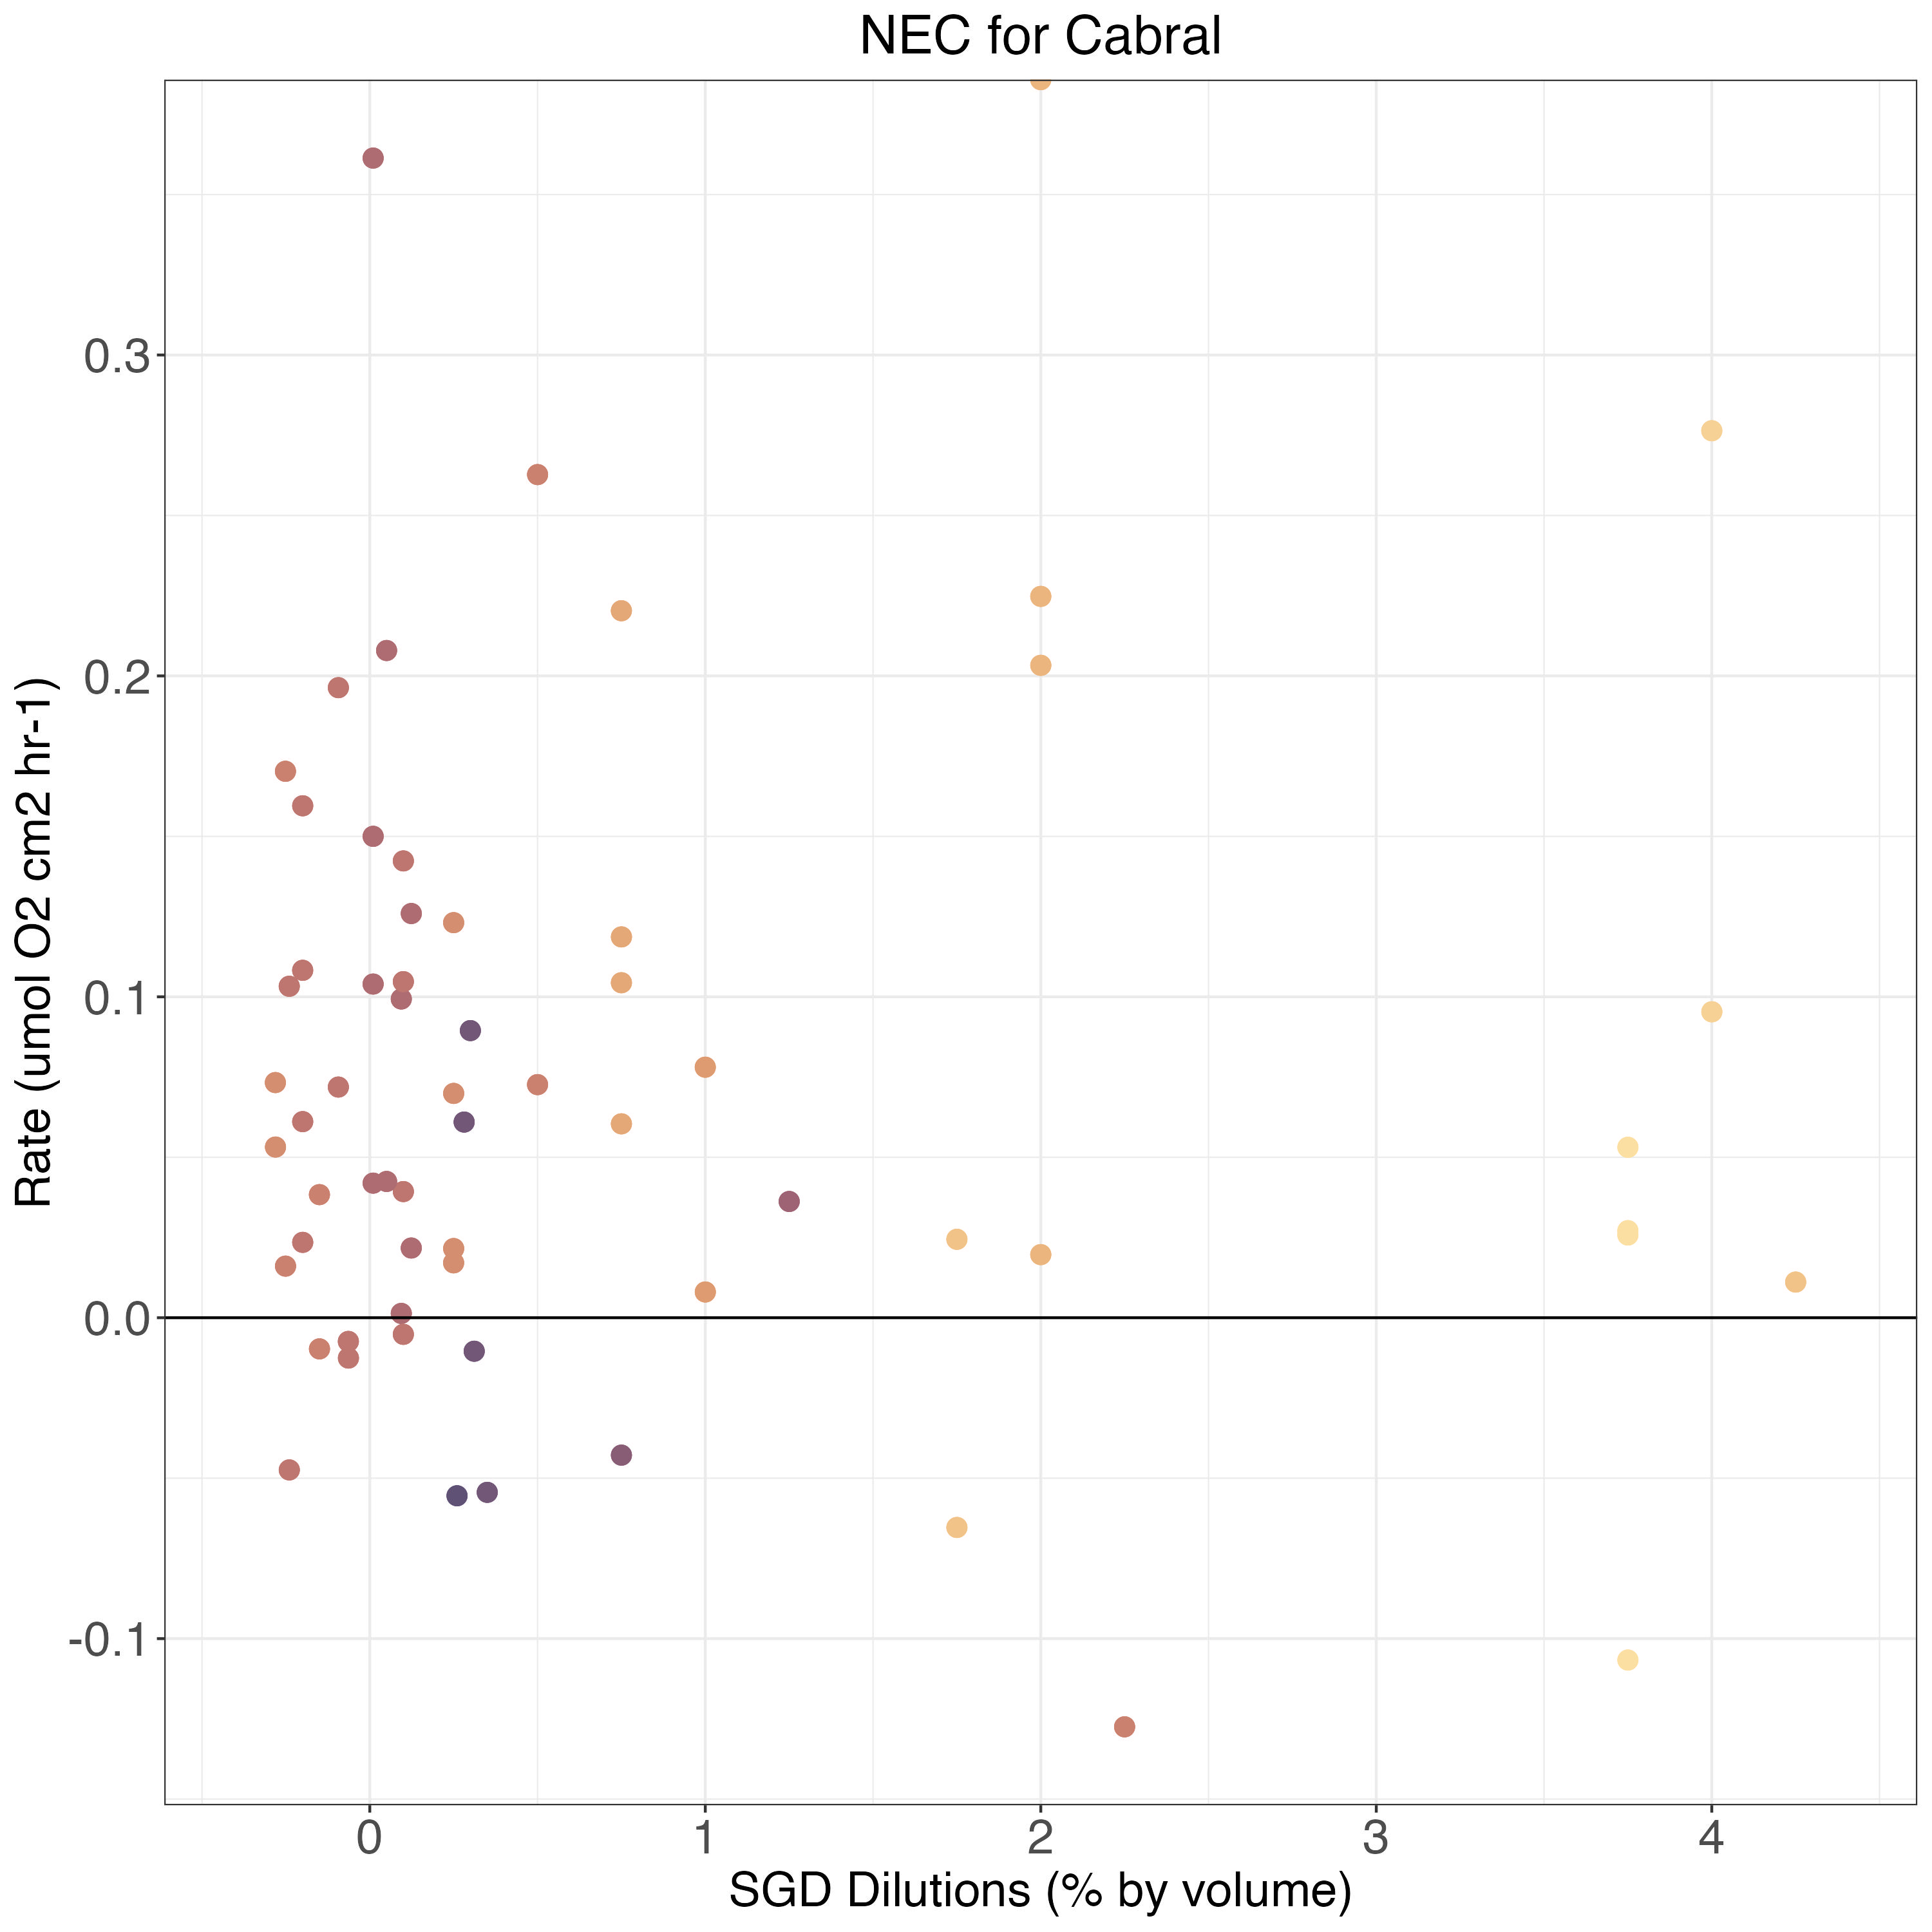 NEC for Cabral
Rate (umol O2 cm2 hr-1)
0.3
0.2
0.1
0.0
-0.1
0 1 2 3 4
SGD Dilutions (% by volume)